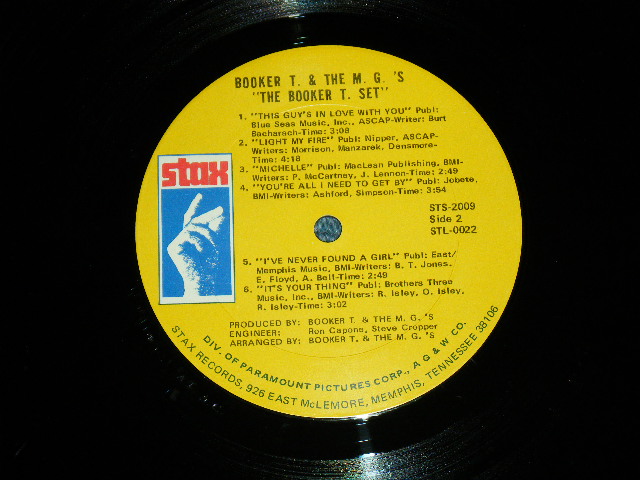 BOOKER T. & THE M. G. 'S
"THE BOOKER T. SET"
1. "THIS GUY'S IN LOVE WITH YOU" Publ:
Blue Seas Music, Inc., ASCAP-Writer: Burt
Bacharach-Time: 3:08
2. "LIGHT MY FIRE" Publ: Nipper, ASCAP-
Writers: Morrison, Manzarek, Densmore-
Time: 4:18
3. "MICHELLE" Publ: MacLean Publishing, BMI-
Writers: P. McCartney, J. Lennon-Time: 2:49
4. "YOU'RE ALL I NEED TO GET BY" Publ: Jobete,
BMI-Writers: Ashford, Simpson-Time: 3:54
stax
STS-2009
Side 2
STL-0022
5. "I'VE NEVER FOUND A GIRL" Publ: East/
Memphis Music, BMI-Writers: B. T. Jones,
E. Floyd, A. Bell-Time: 2:49
6. "IT'S YOUR THING" Publ: Brothers Three
Music, Inc., BMI-Writers: R. Isley, O. Isley,
R. Isley-Time: 3:02
PRODUCED BY: BOOKER T. & THE M. G. 'S
ENGINEER: Ron Capone, Steve Cropper
ARRANGED BY: BOOKER T. & THE M. G. 'S
DIV. OF PARAMOUNT PICTURES CORP., A G & W CO.
STAX RECORDS, 926 EAST McLEMORE, MEMPHIS, TENNESSEE 38106